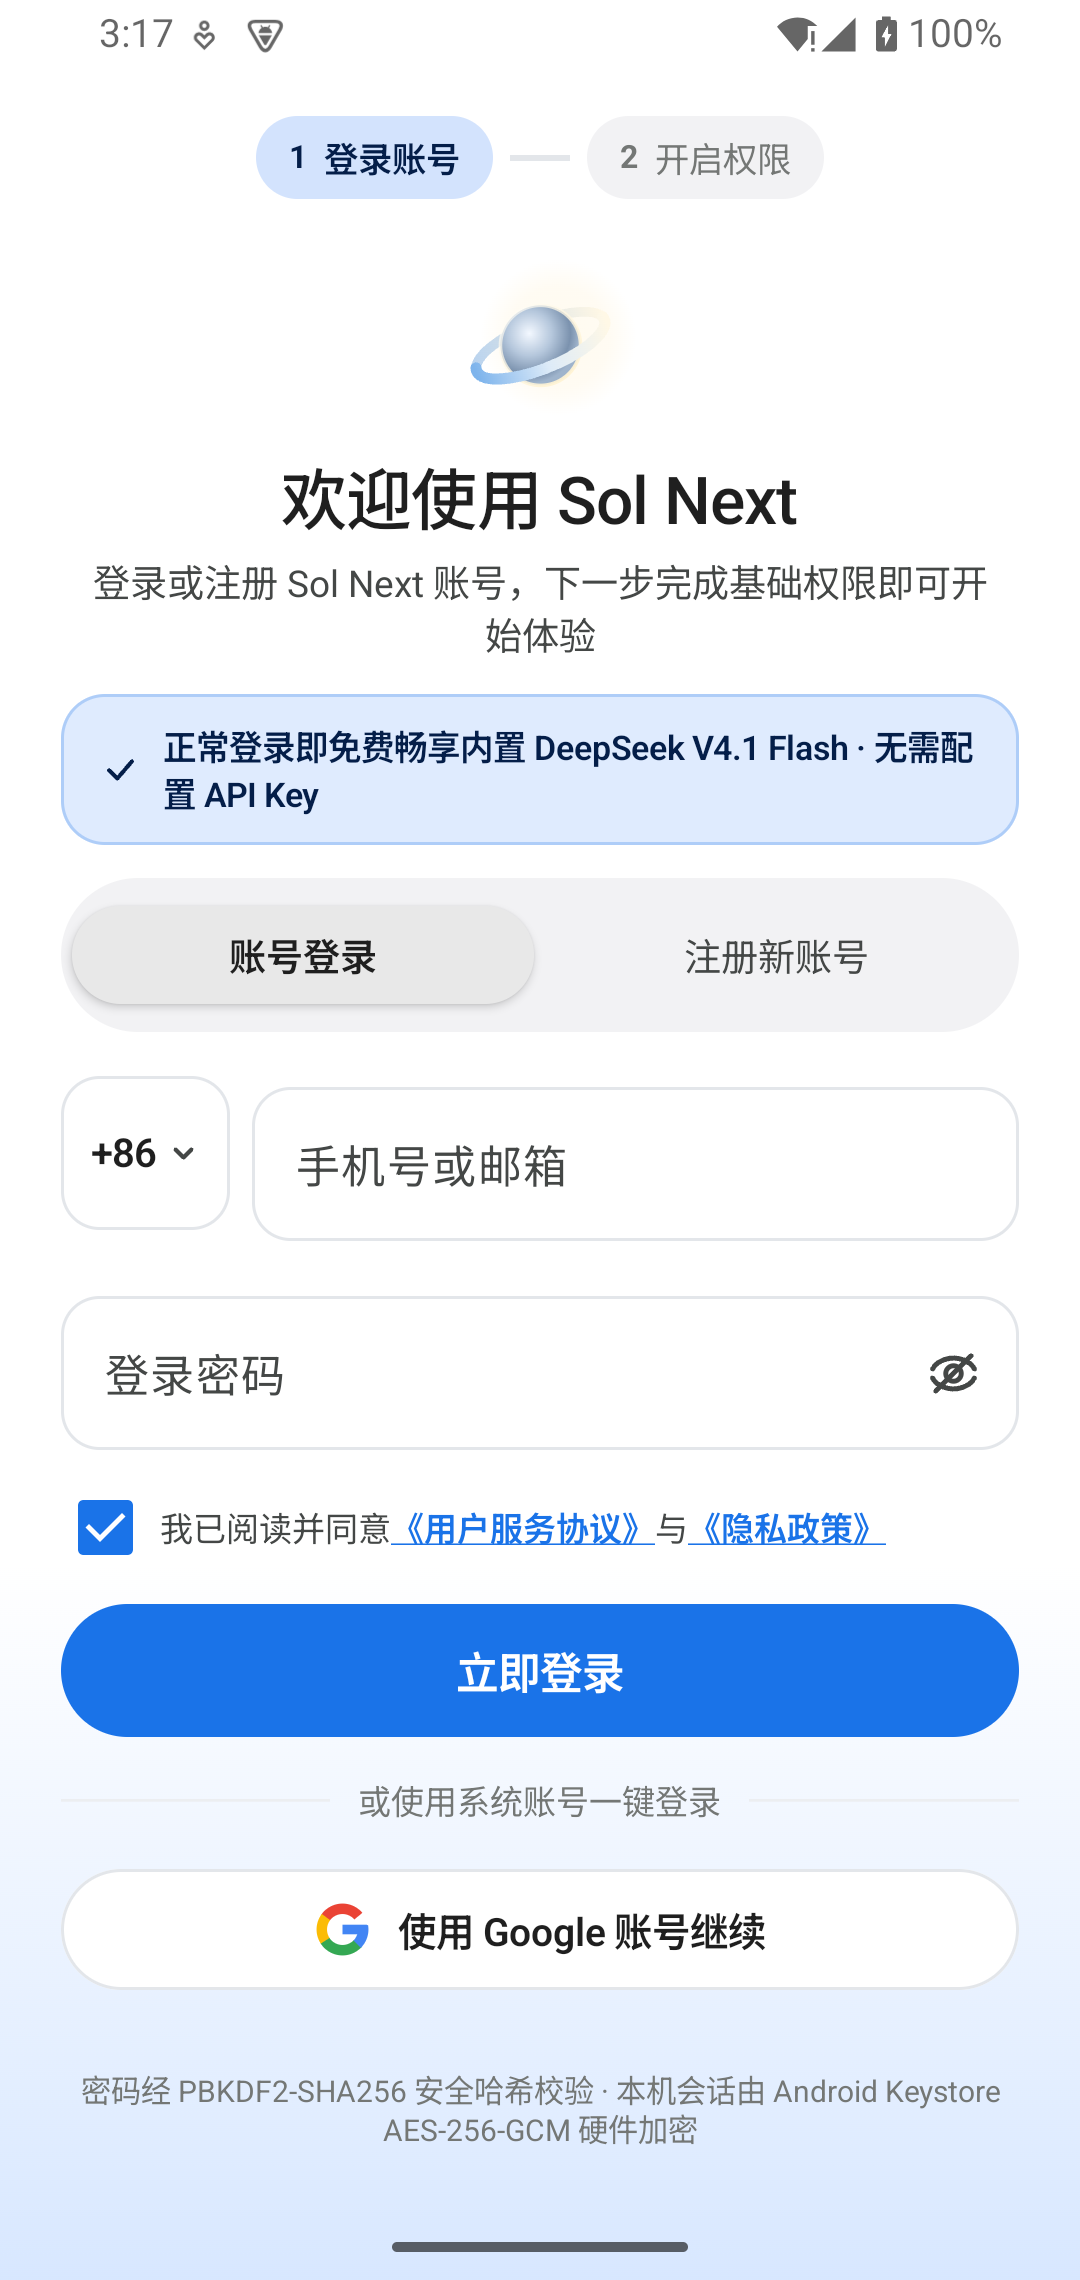 3:17
100%
1 登录账号
2 开启权限
欢迎使用 Sol Next
登录或注册 Sol Next 账号，下一步完成基础权限即可开
始体验
正常登录即免费畅享内置 DeepSeek V4.1 Flash · 无需配
置 API Key
账号登录
注册新账号
+86
手机号或邮箱
登录密码
我已阅读并同意《用户服务协议》与《隐私政策》
立即登录
或使用系统账号一键登录
使用 Google 账号继续
密码经 PBKDF2-SHA256 安全哈希校验 · 本机会话由 Android Keystore
AES-256-GCM 硬件加密